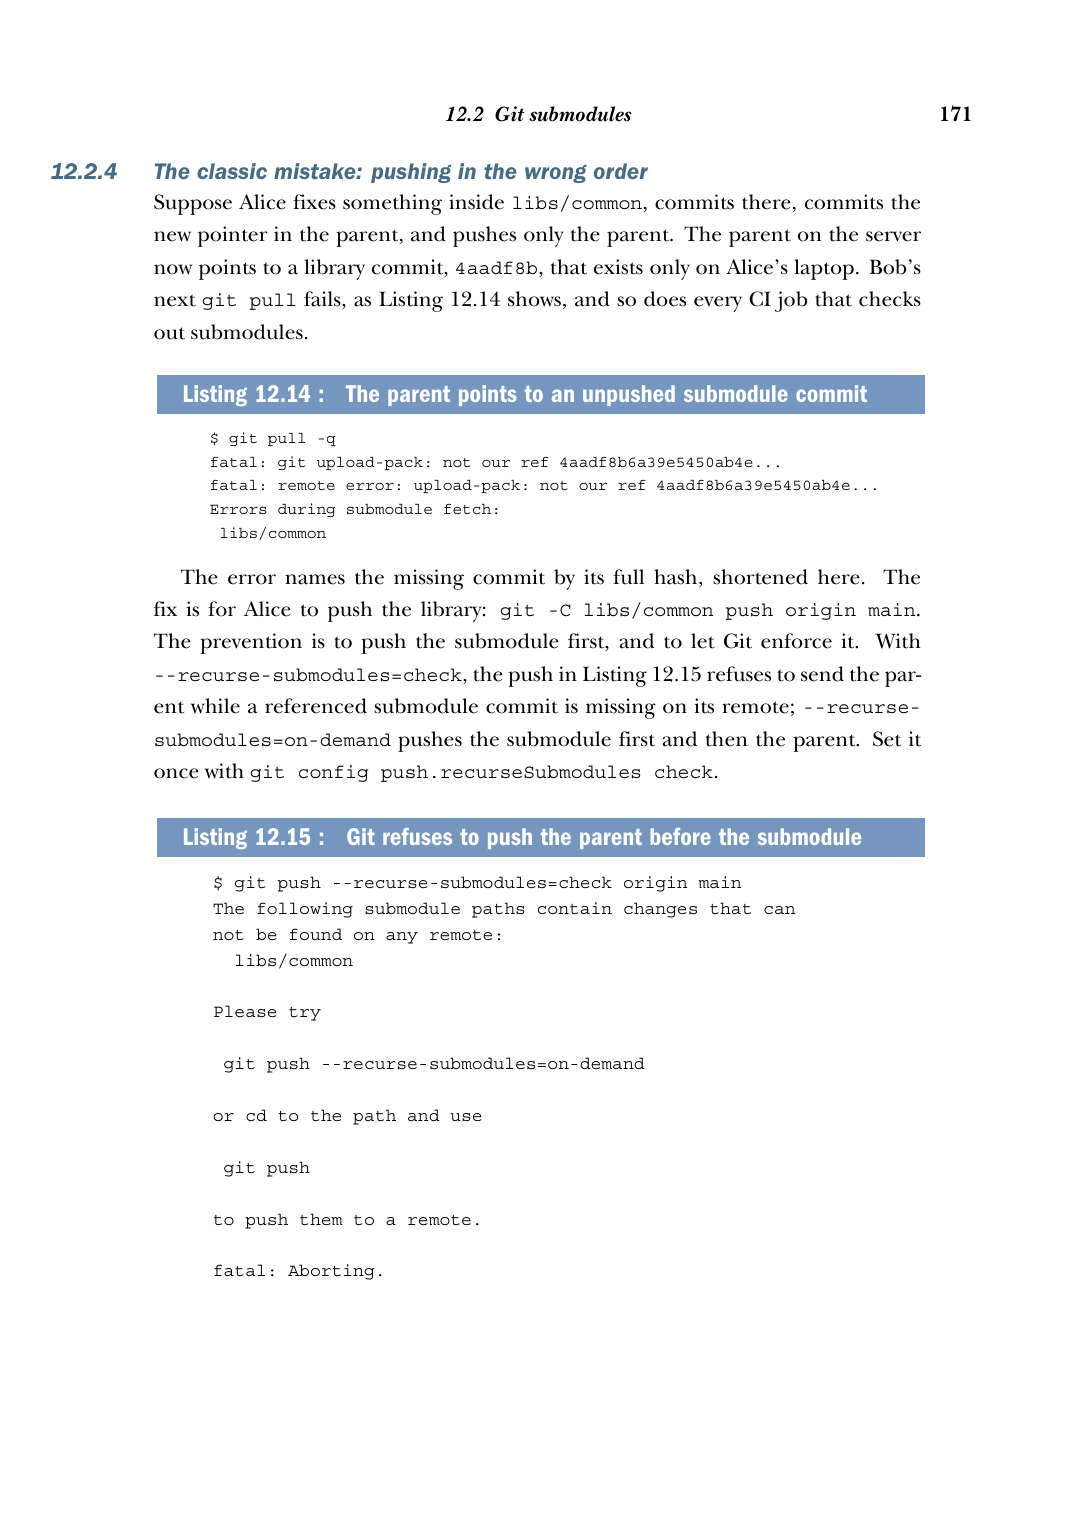 12.2 Git submodules 171
12.2.4 The classic mistake: pushing in the wrong order
Suppose Alice fixes something inside libs/common, commits there, commits the
new pointer in the parent, and pushes only the parent. The parent on the server
now points to a library commit, 4aadf8b, that exists only on Alice’s laptop. Bob’s
next git pull fails, as Listing 12.14 shows, and so does every CI job that checks
out submodules.
Listing 12.14 : The parent points to an unpushed submodule commit
$ git pull -q
fatal: git upload-pack: not our ref 4aadf8b6a39e5450ab4e...
fatal: remote error: upload-pack: not our ref 4aadf8b6a39e5450ab4e...
Errors during submodule fetch:
 libs/common
The error names the missing commit by its full hash, shortened here. The
fix is for Alice to push the library: git -C libs/common push origin main.
The prevention is to push the submodule first, and to let Git enforce it. With
--recurse-submodules=check, the push in Listing 12.15 refuses to send the par-
ent while a referenced submodule commit is missing on its remote; --recurse-
submodules=on-demand pushes the submodule first and then the parent. Set it
once with git config push.recurseSubmodules check.
Listing 12.15 : Git refuses to push the parent before the submodule
$ git push --recurse-submodules=check origin main
The following submodule paths contain changes that can
not be found on any remote:
  libs/common
Please try
 git push --recurse-submodules=on-demand
or cd to the path and use
 git push
to push them to a remote.
fatal: Aborting.